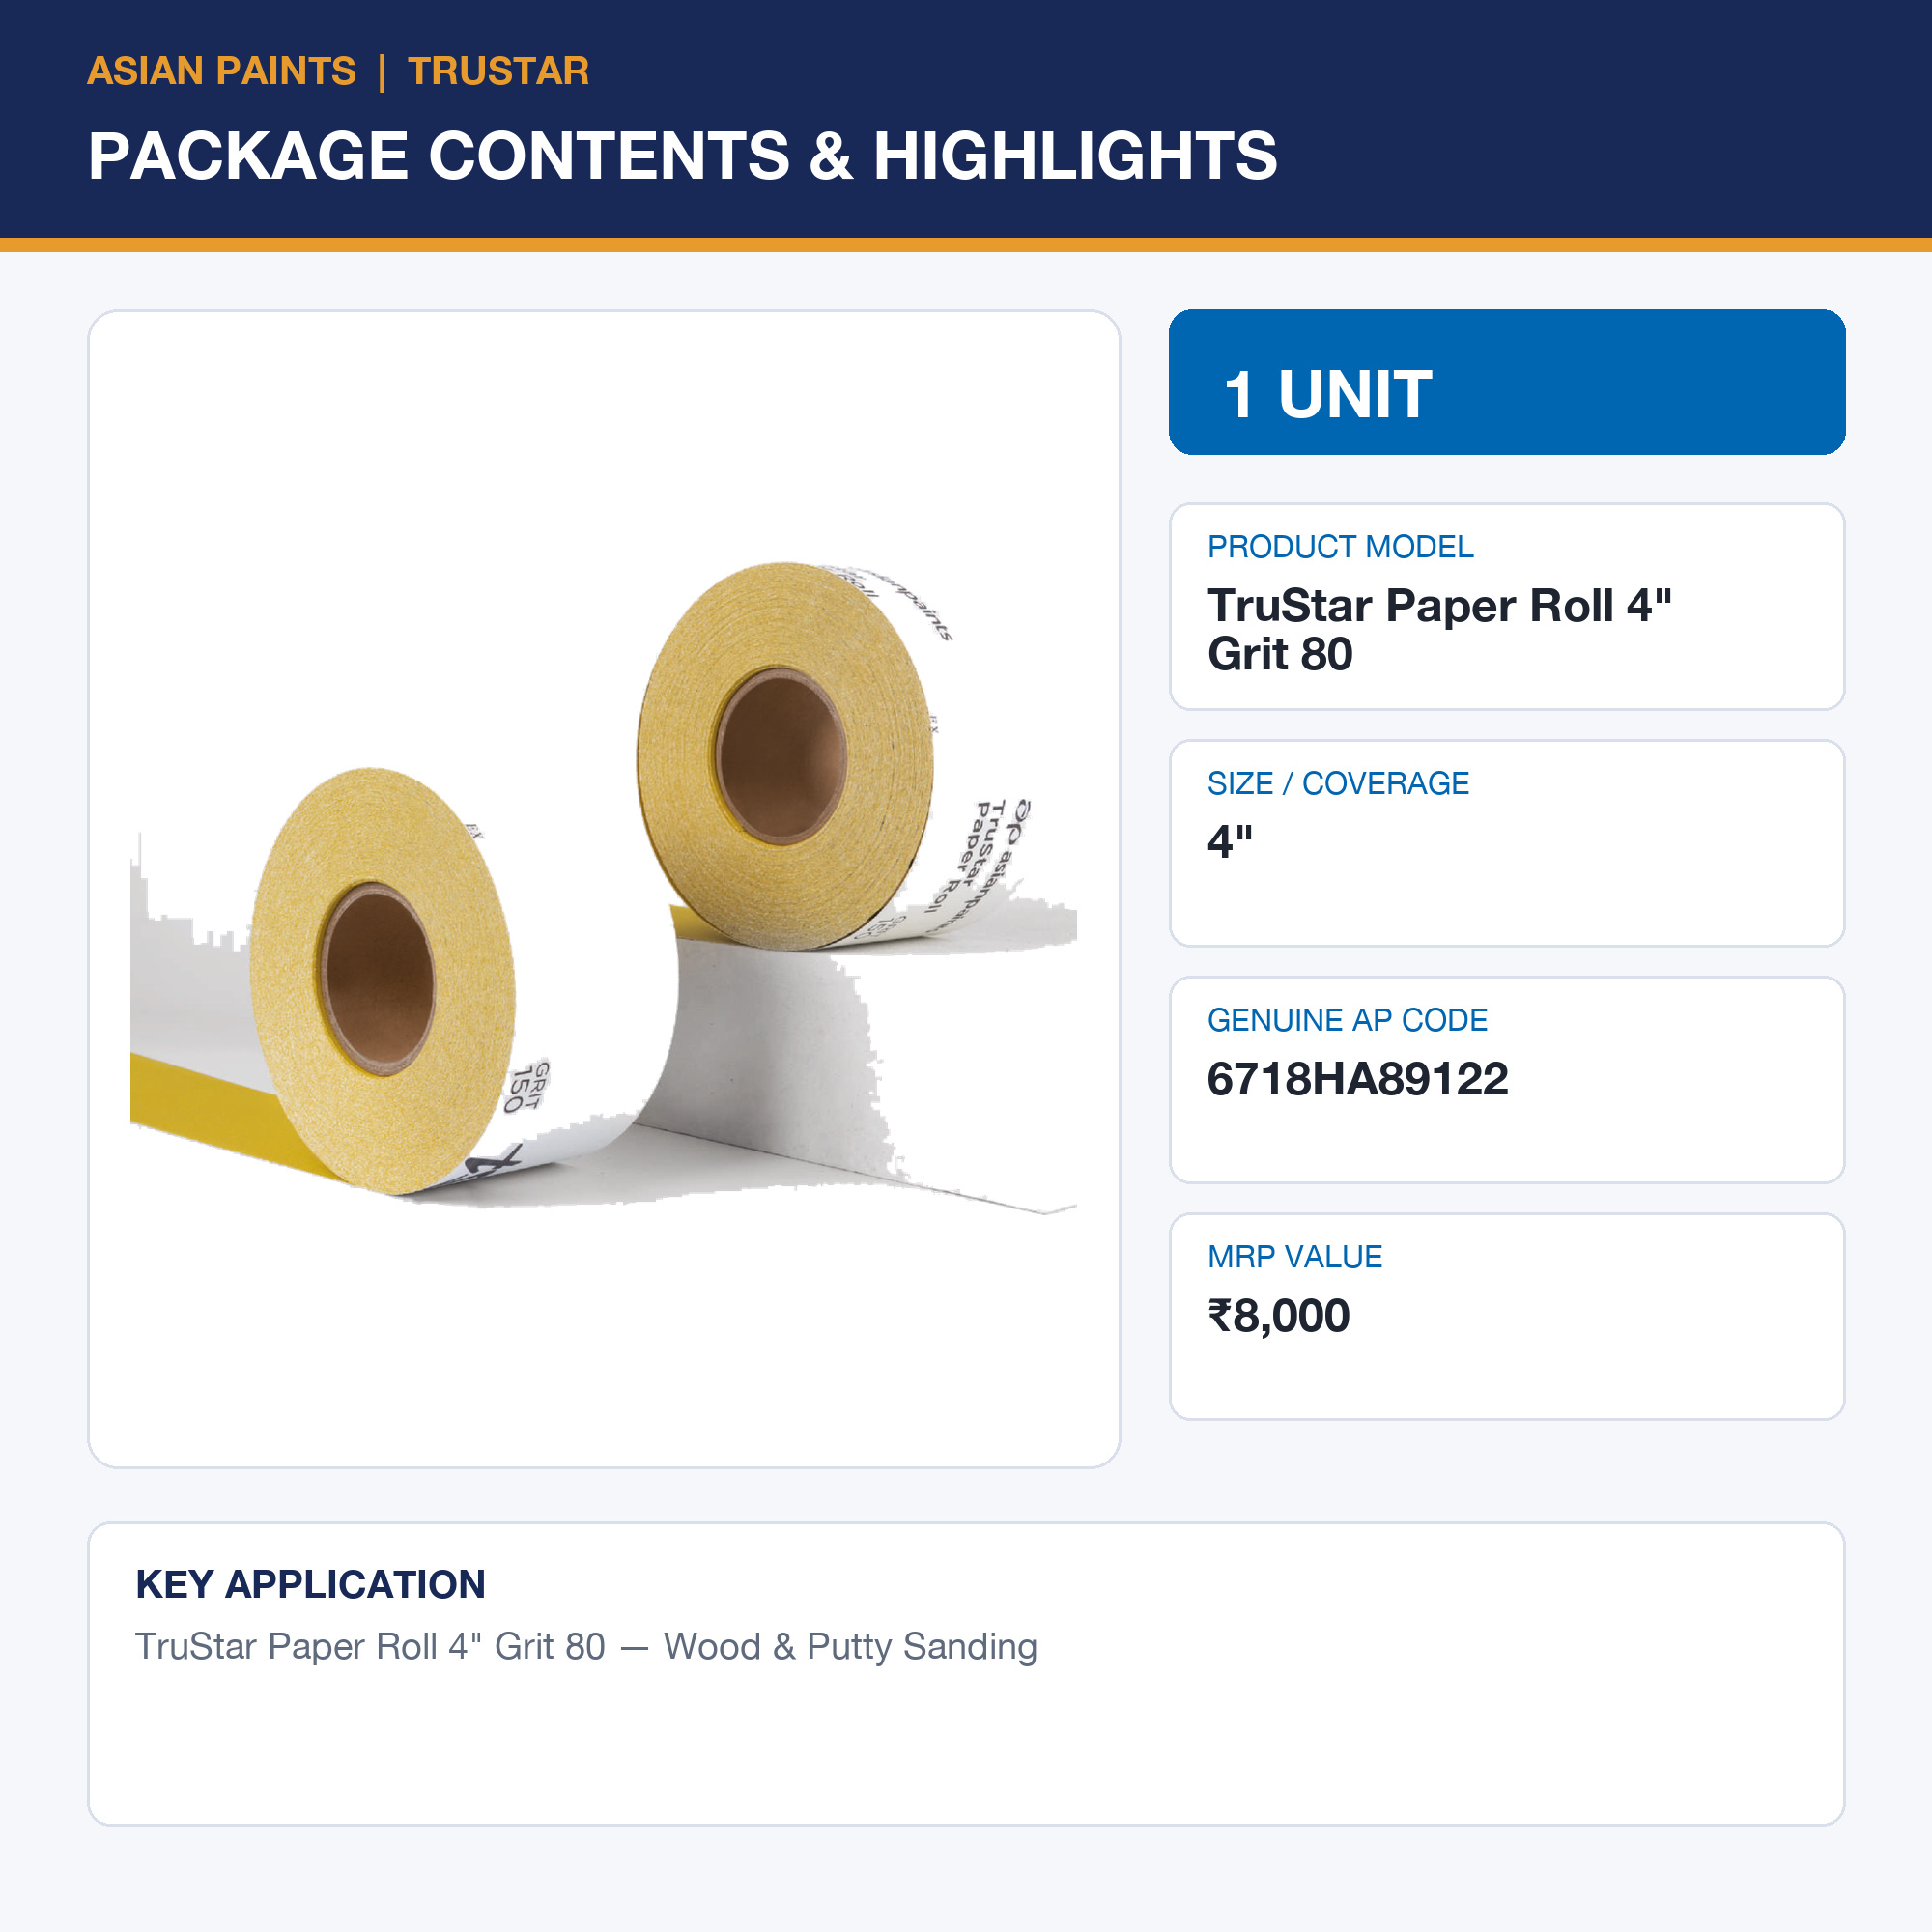 ASIAN PAINTS | TRUSTAR
PACKAGE CONTENTS & HIGHLIGHTS
1 UNIT
PRODUCT MODEL
TruStar Paper Roll 4"
Grit 80
SIZE / COVERAGE
4"
GENUINE AP CODE
6718HA89122
MRP VALUE
₹8,000
asianpaints
TruStar
Paper Roll
EX
GRIT
150
KEY APPLICATION
TruStar Paper Roll 4" Grit 80 — Wood & Putty Sanding